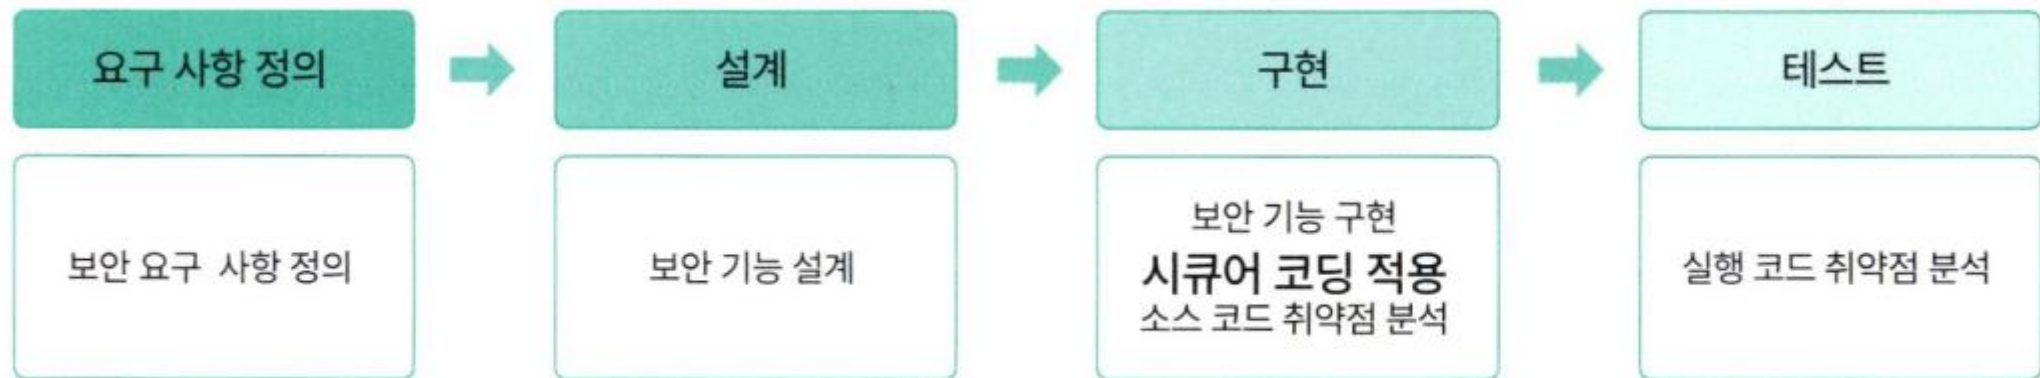 요구 사항 정의
설계
구현
테스트
보안 요구 사항 정의
보안 기능 설계
보안 기능 구현
시큐어 코딩 적용
소스 코드 취약점 분석
실행 코드 취약점 분석